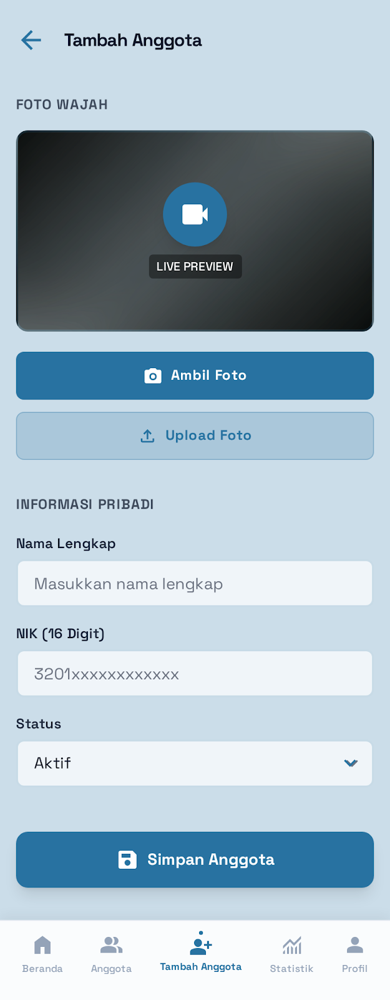 Tambah Anggota
FOTO WAJAH
LIVE PREVIEW
Ambil Foto
Upload Foto
INFORMASI PRIBADI
Nama Lengkap
Masukkan nama lengkap
NIK (16 Digit)
3201xxxxxxxxxxxx
Status
Aktif
Simpan Anggota
Beranda
Anggota
Tambah Anggota
Statistik
Profil